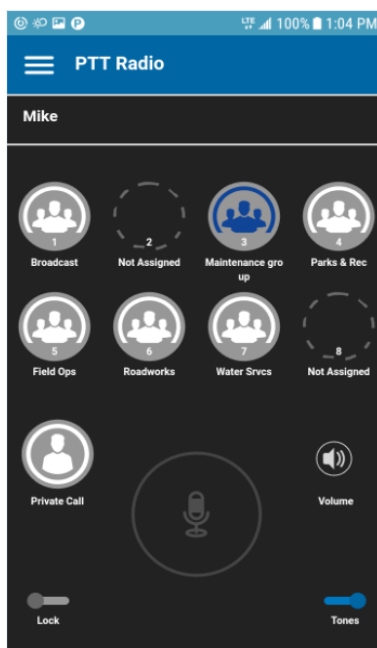 LTE 100% 1:04 PM
PTT Radio
Mike
1 2 3 4
Broadcast Not Assigned Maintenance gro Parks & Rec
up
5 6 7 8
Field Ops Roadworks Water Srvcs Not Assigned
Private Call Volume
Lock Tones